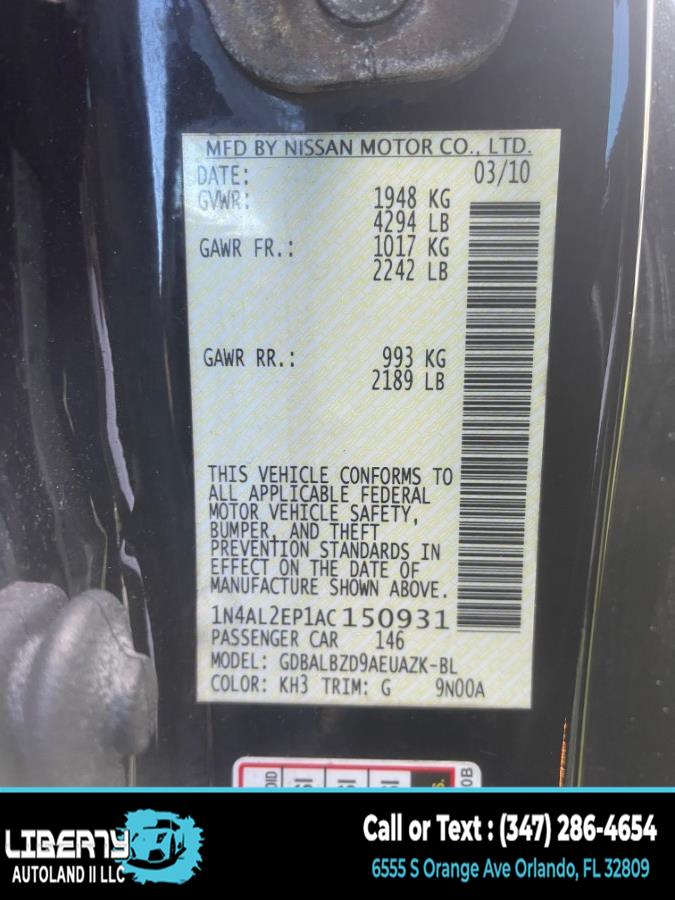 MFD BY NISSAN MOTOR CO., LTD.
DATE: 03/10
GVWR: 1948 KG
4294 LB
GAWR FR.: 1017 KG
2242 LB
GAWR RR.: 993 KG
2189 LB
THIS VEHICLE CONFORMS TO
ALL APPLICABLE FEDERAL
MOTOR VEHICLE SAFETY,
BUMPER, AND THEFT
PREVENTION STANDARDS IN
EFFECT ON THE DATE OF
MANUFACTURE SHOWN ABOVE.
1N4AL2EP1AC150931
PASSENGER CAR 146
MODEL: GDBALBZD9AEUAZK-BL
COLOR: KH3 TRIM: G 9N00A
LIBERTY
AUTOLAND II LLC
Call or Text : (347) 286-4654
6555 S Orange Ave Orlando, FL 32809